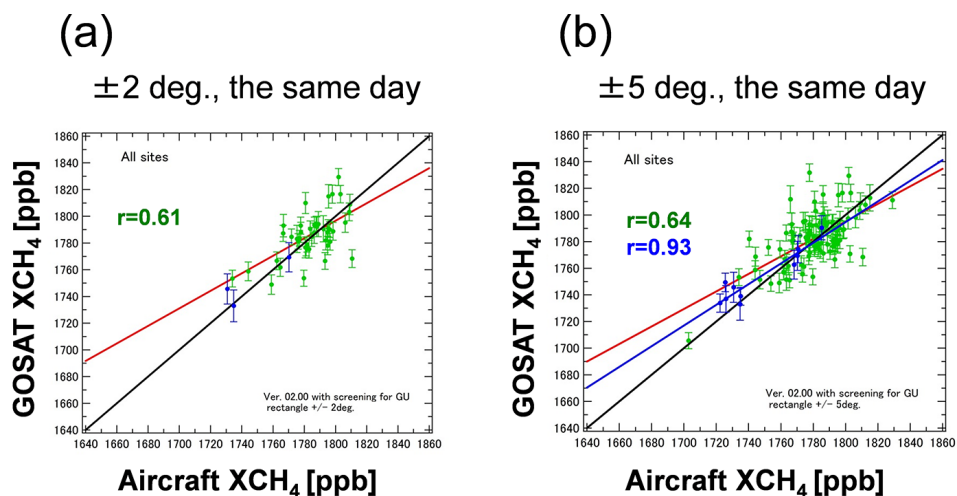 (a)
±2 deg., the same day
GOSAT XCH₄ [ppb]
1860
1840
1820
1800
1780
1760
1740
1720
1700
1680
1660
1640
All sites
r=0.61
Ver. 02.00 with screening for GU
rectangle +/- 2deg.
1640 1660 1680 1700 1720 1740 1760 1780 1800 1820 1840 1860
Aircraft XCH₄ [ppb]
(b)
±5 deg., the same day
GOSAT XCH₄ [ppb]
1860
1840
1820
1800
1780
1760
1740
1720
1700
1680
1660
1640
All sites
r=0.64
r=0.93
Ver. 02.00 with screening for GU
rectangle +/- 5deg.
1640 1660 1680 1700 1720 1740 1760 1780 1800 1820 1840 1860
Aircraft XCH₄ [ppb]